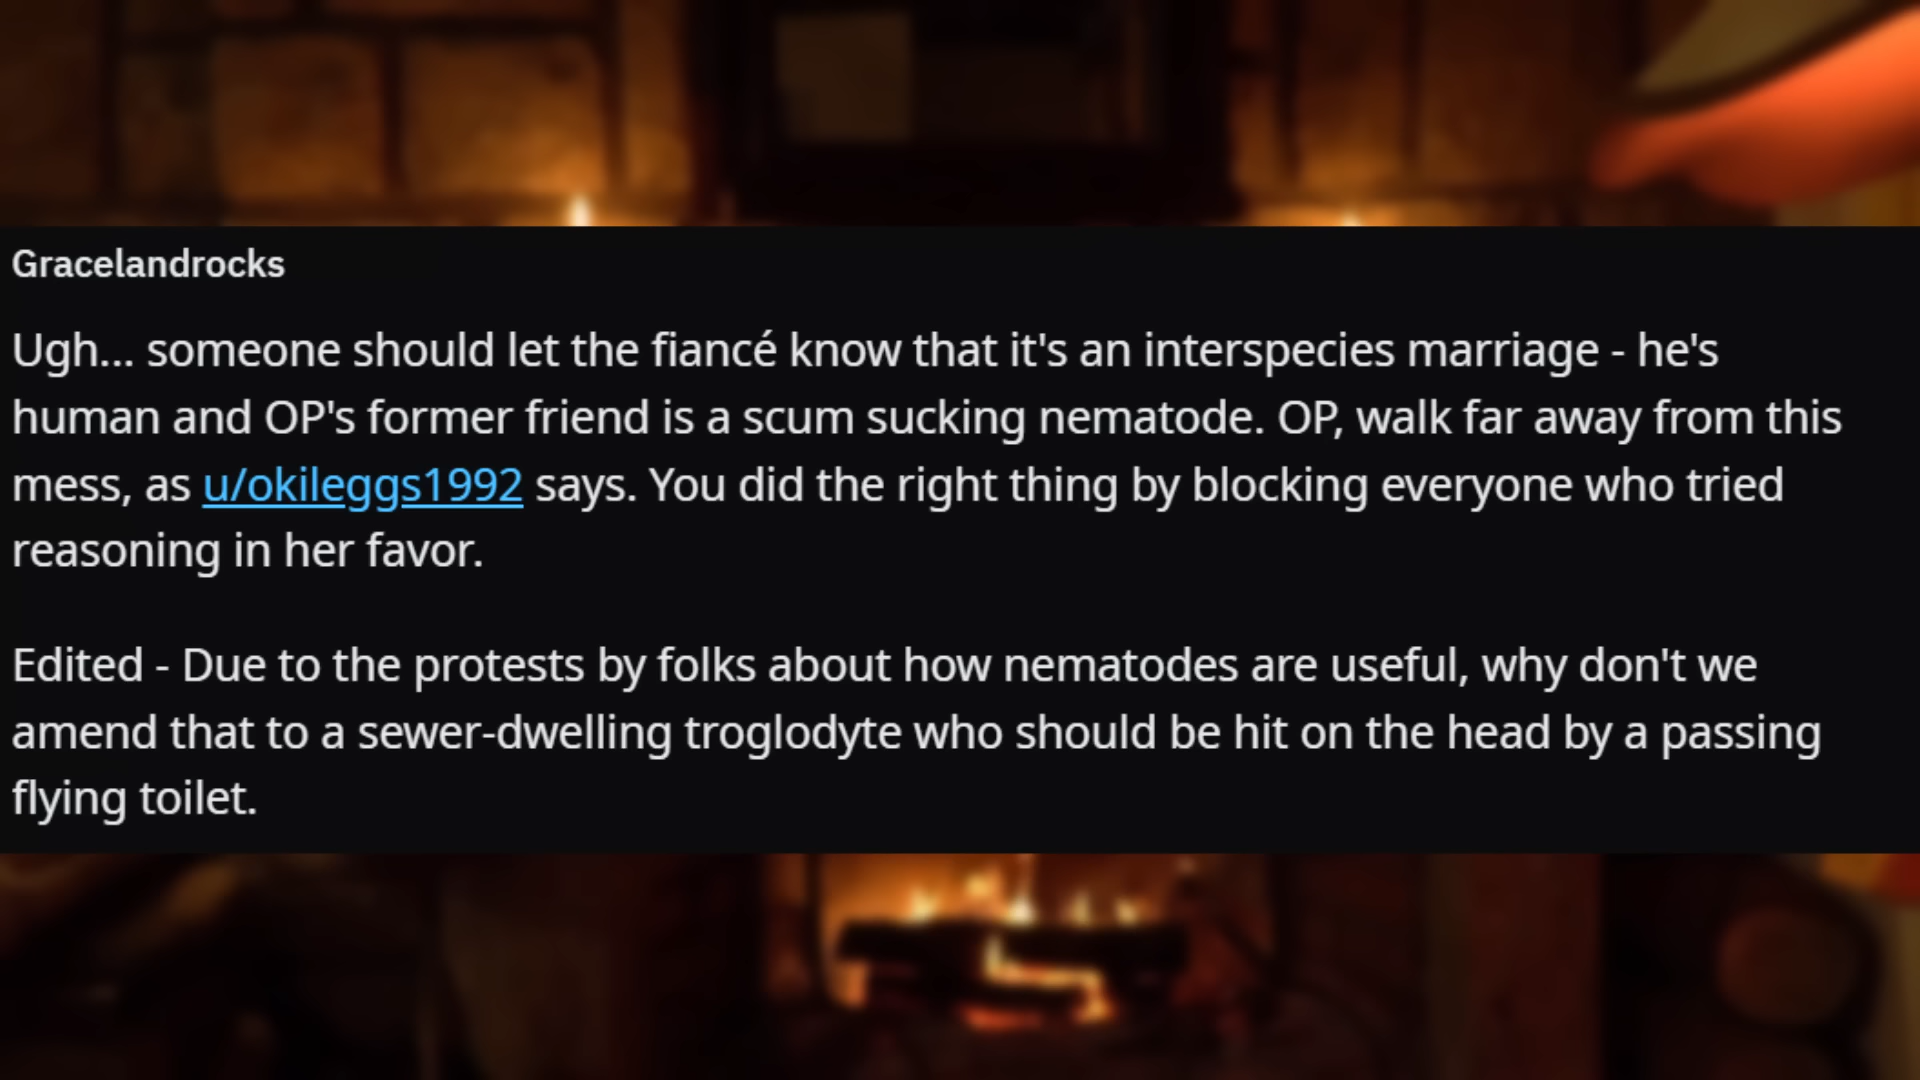 Gracelandrocks
Ugh... someone should let the fiancé know that it's an interspecies marriage - he's
human and OP's former friend is a scum sucking nematode. OP, walk far away from this
mess, as u/okileggs1992 says. You did the right thing by blocking everyone who tried
reasoning in her favor.
Edited - Due to the protests by folks about how nematodes are useful, why don't we
amend that to a sewer-dwelling troglodyte who should be hit on the head by a passing
flying toilet.